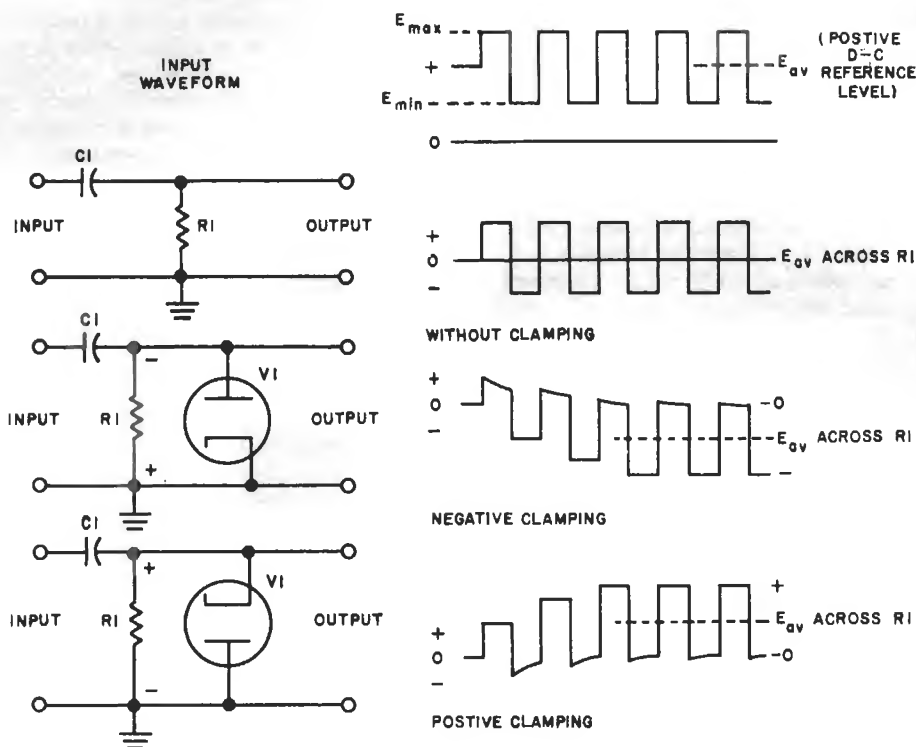 INPUT
WAVEFORM
E max
+
E min
0
E av
(POSTIVE
D-C
REFERENCE
LEVEL)
C1
INPUT
R1
OUTPUT
+
0
-
E av ACROSS R1
WITHOUT CLAMPING
C1
-
INPUT
R1
+
V1
OUTPUT
+
0
-
-0
E av ACROSS R1
-
NEGATIVE CLAMPING
C1
+
INPUT
R1
-
V1
OUTPUT
+
0
-
+
E av ACROSS R1
-0
POSTIVE CLAMPING